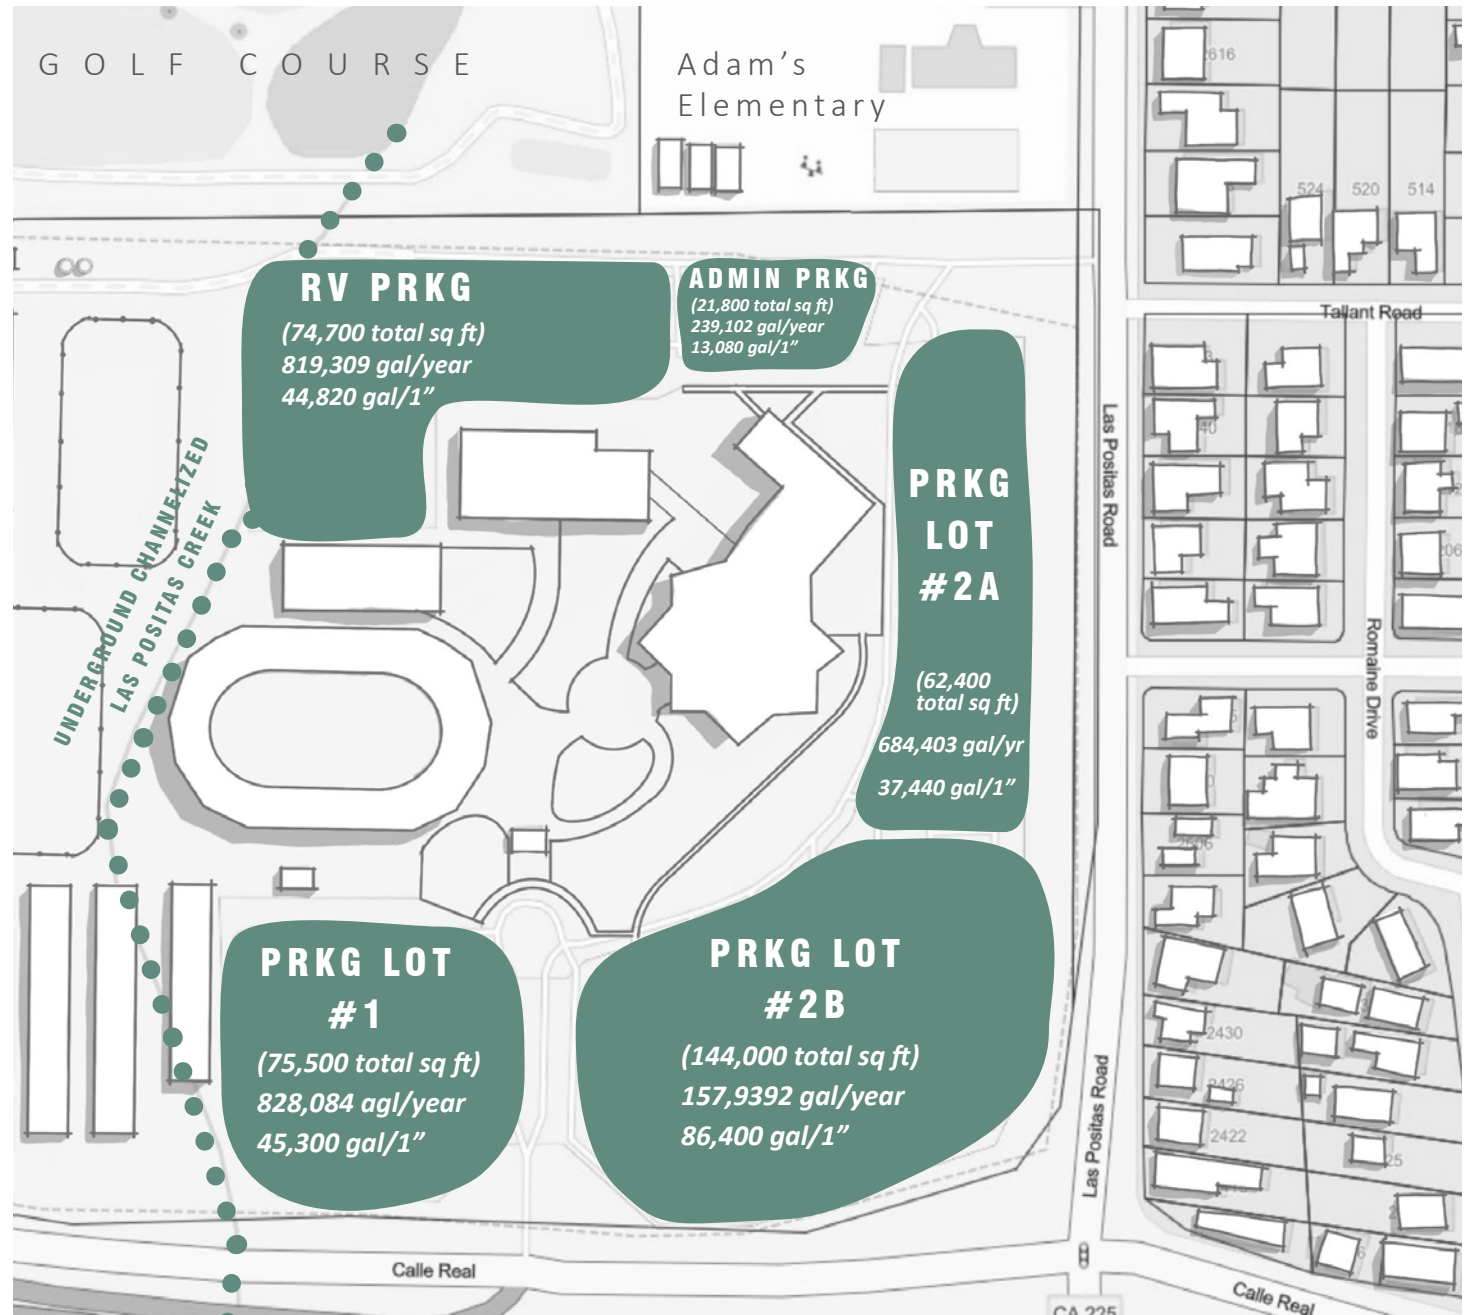 GOLF COURSE
Adam's
Elementary
616
524
520
514
RV PRKG
(74,700 total sq ft)
819,309 gal/year
44,820 gal/1”
ADMIN PRKG
(21,800 total sq ft)
239,102 gal/year
13,080 gal/1”
Tallant Road
PRKG
LOT
#2A
(62,400
total sq ft)
684,403 gal/yr
37,440 gal/1”
Las Positas Road
40
UNDERGROUND CHANNELIZED
LAS POSITAS CREEK
Romaine Drive
PRKG LOT
#1
(75,500 total sq ft)
828,084 agl/year
45,300 gal/1”
PRKG LOT
#2B
(144,000 total sq ft)
157,9392 gal/year
86,400 gal/1”
Las Positas Road
2430
2426
2422
25
Calle Real
Calle Real
CA 225